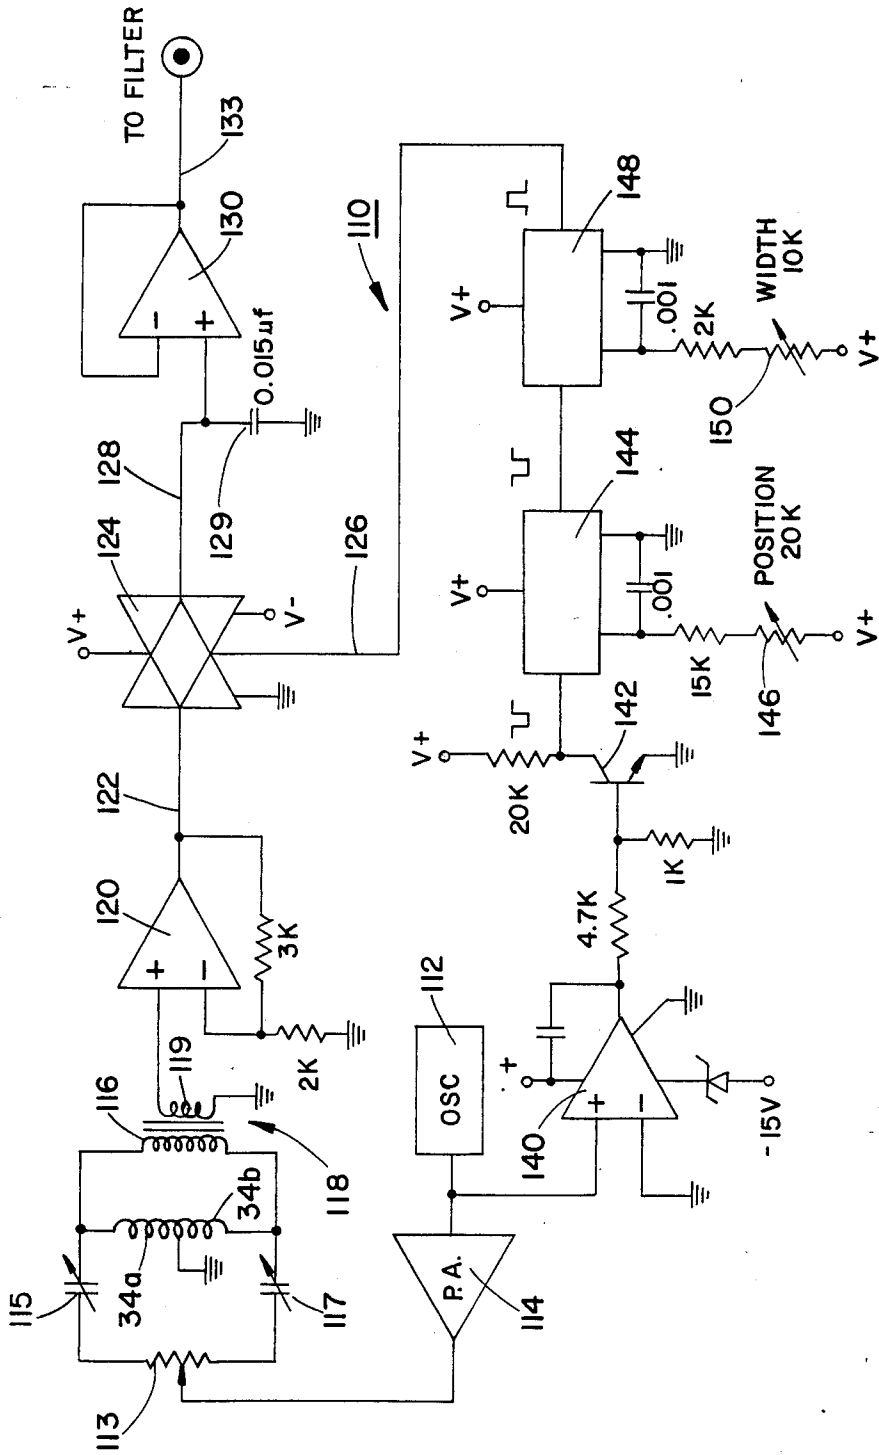 115
34a
113
34b
117
116
119
118
+
-
120
2K
3K
122
V+
124
V-
128
129
0.015µf
-
+
130
133
TO FILTER
126
110
P.A.
114
OSC
112
140
+
+
-
-15V
4.7K
1K
V+
20K
142
V+
144
.001
15K
146
POSITION
20K
V+
V+
148
.001
2K
150
WIDTH
10K
V+